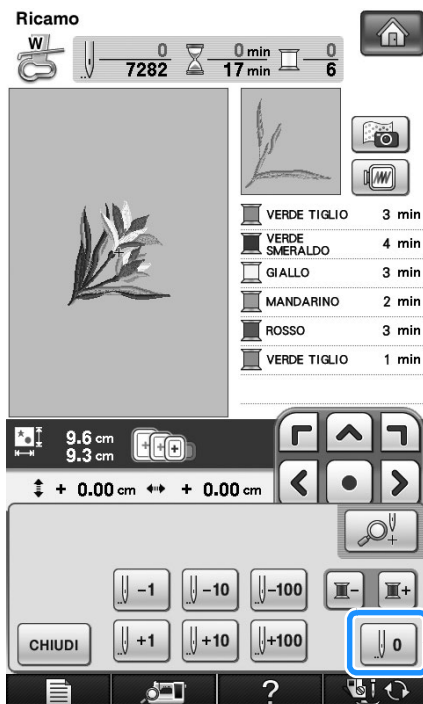 Ricamo
W
0 0 min 0
7282 17 min 6
VERDE TIGLIO 3 min
VERDE SMERALDO 4 min
GIALLO 3 min
MANDARINO 2 min
ROSSO 3 min
VERDE TIGLIO 1 min
9.6 cm
9.3 cm
+ 0.00 cm + 0.00 cm
-1 -10 -100 - +
CHIUDI +1 +10 +100 0
?